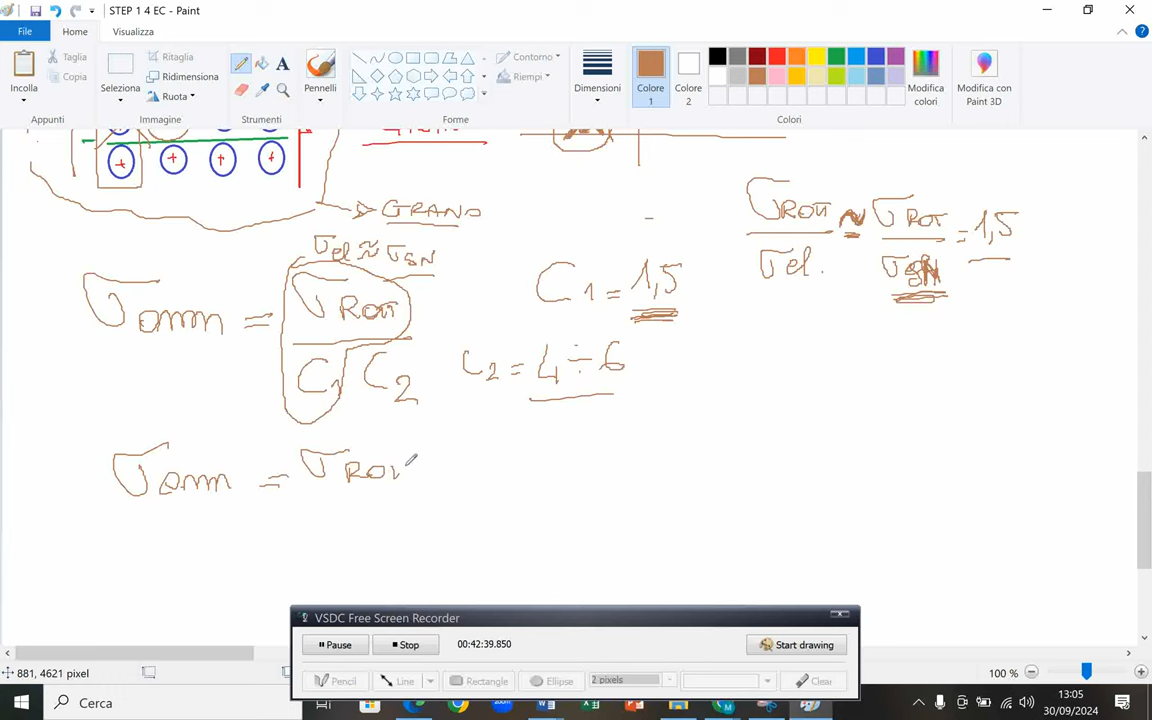 STEP 1 4 EC - Paint
File Home Visualizza
Incolla
Taglia
Copia
Appunti
Seleziona
Ritaglia
Ridimensiona
Ruota
Immagine
Pennelli
Strumenti
Contorno
Riempi
Forme
Dimensioni
Colore 1
Colore 2
Modifica colori
Colori
Modifica con Paint 3D
+ + + +
GRANO
σel ≈ σSN
σamm = σROTT / C1 C2
C1 = 1,5
C2 = 4 ÷ 6
σROTT / σel. ≈ σROT / σSN = 1,5
σamm = σROT
VSDC Free Screen Recorder
Pause Stop 00:42:39.850 Start drawing
Pencil Line Rectangle Ellipse 2 pixels Clear
881, 4621 pixel 100 %
Cerca
13:05
30/09/2024